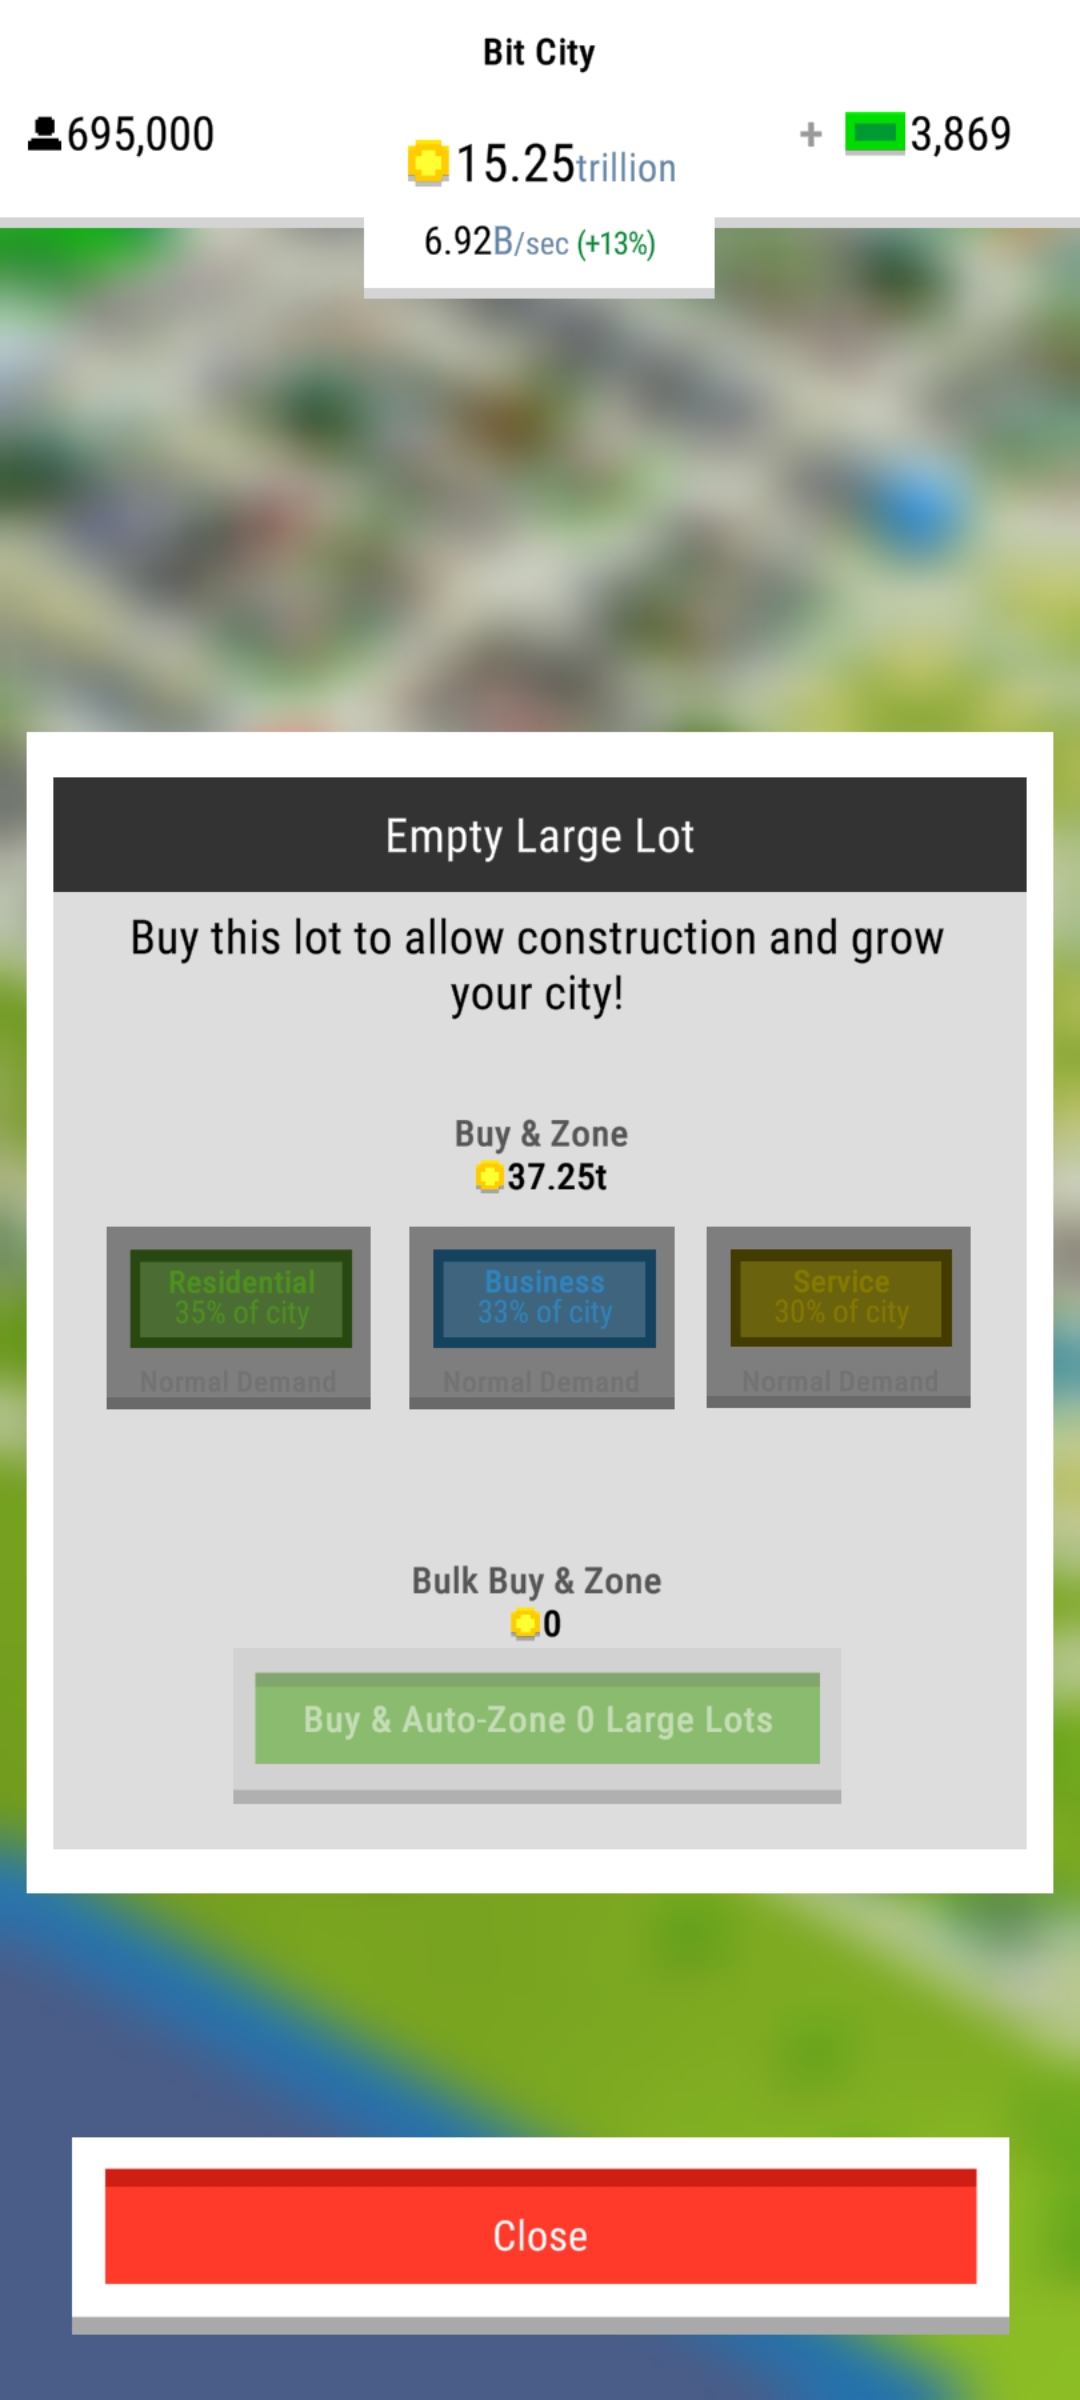 Bit City
695,000
15.25trillion
+ 3,869
6.92B/sec (+13%)
Empty Large Lot
Buy this lot to allow construction and grow
your city!
Buy & Zone
37.25t
Residential
35% of city
Normal Demand
Business
33% of city
Normal Demand
Service
30% of city
Normal Demand
Bulk Buy & Zone
0
Buy & Auto-Zone 0 Large Lots
Close